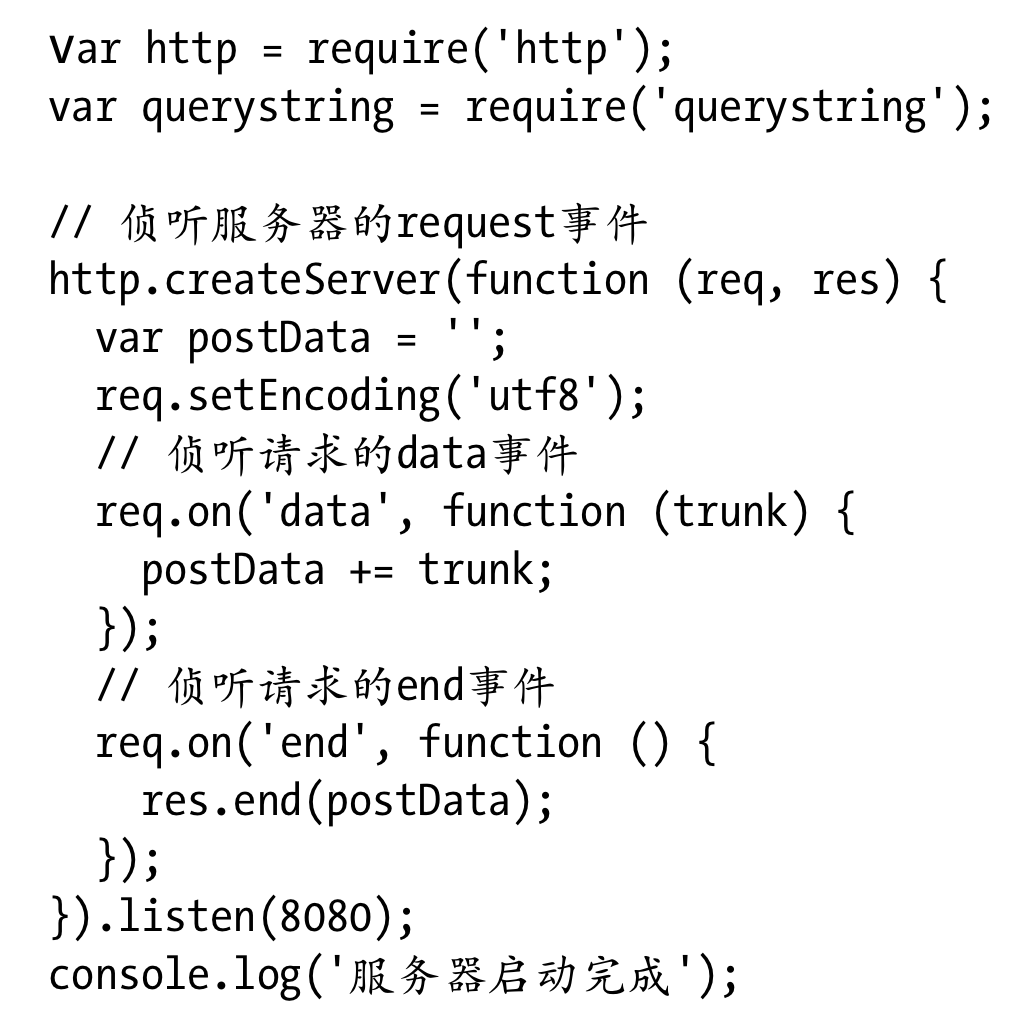 var http = require('http');
var querystring = require('querystring');

// 侦听服务器的request事件
http.createServer(function (req, res) {
  var postData = '';
  req.setEncoding('utf8');
  // 侦听请求的data事件
  req.on('data', function (trunk) {
    postData += trunk;
  });
  // 侦听请求的end事件
  req.on('end', function () {
    res.end(postData);
  });
}).listen(8080);
console.log('服务器启动完成');